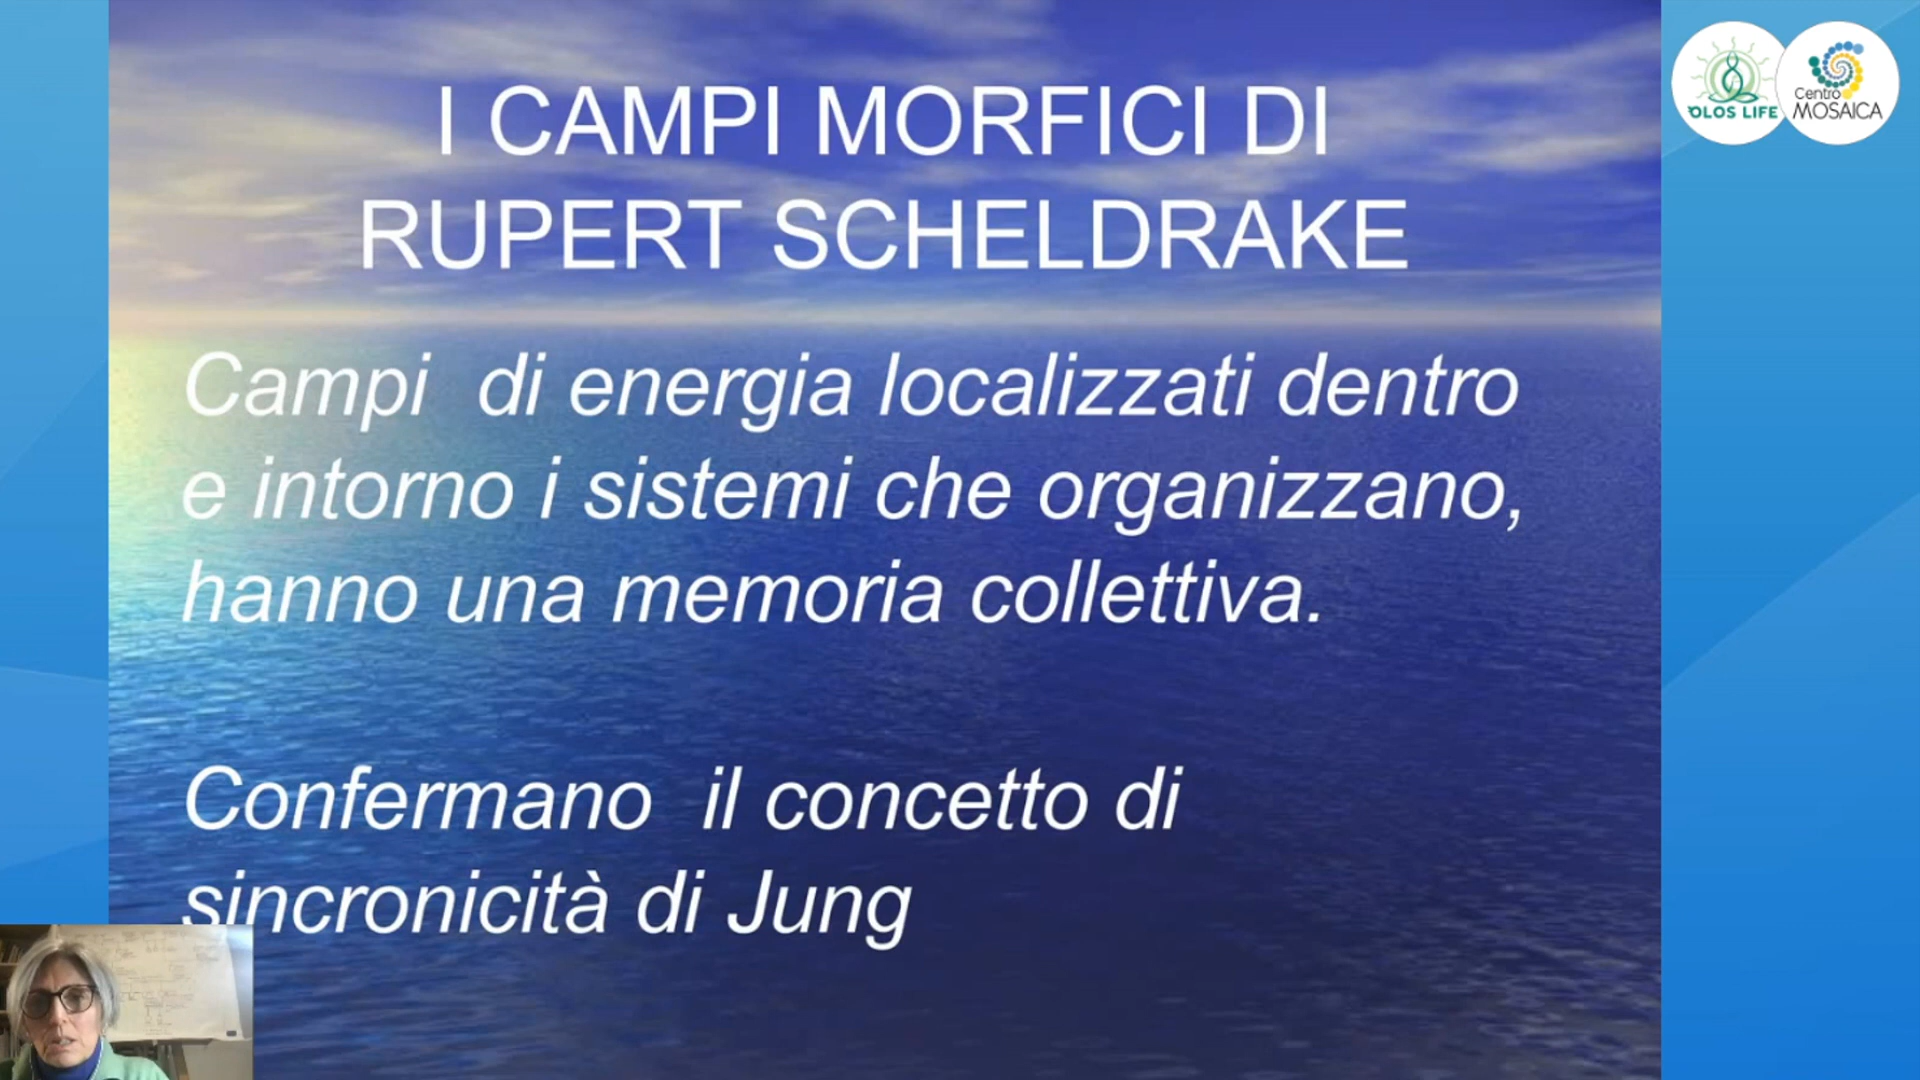 I CAMPI MORFICI DI
RUPERT SCHELDRAKE
Campi di energia localizzati dentro
e intorno i sistemi che organizzano,
hanno una memoria collettiva.
Confermano il concetto di
sincronicità di Jung
OLOS LIFE
Centro
MOSAICA